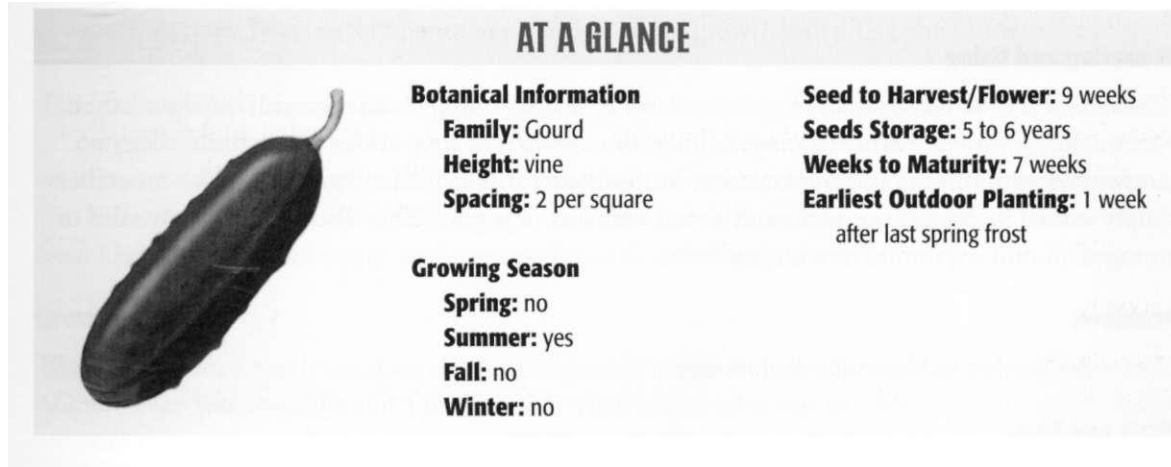 AT A GLANCE
Botanical Information
Family: Gourd
Height: vine
Spacing: 2 per square
Growing Season
Spring: no
Summer: yes
Fall: no
Winter: no
Seed to Harvest/Flower: 9 weeks
Seeds Storage: 5 to 6 years
Weeks to Maturity: 7 weeks
Earliest Outdoor Planting: 1 week
after last spring frost